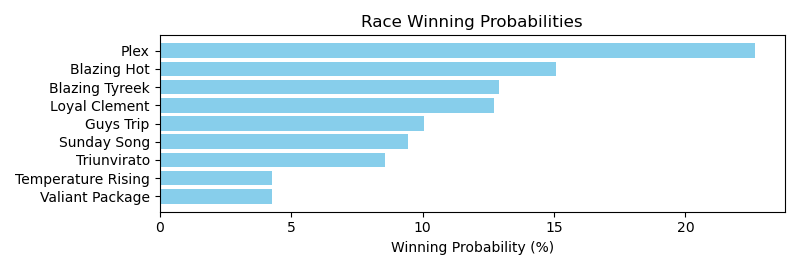 Race Winning Probabilities
Plex
Blazing Hot
Blazing Tyreek
Loyal Clement
Guys Trip
Sunday Song
Triunvirato
Temperature Rising
Valiant Package
0 5 10 15 20
Winning Probability (%)